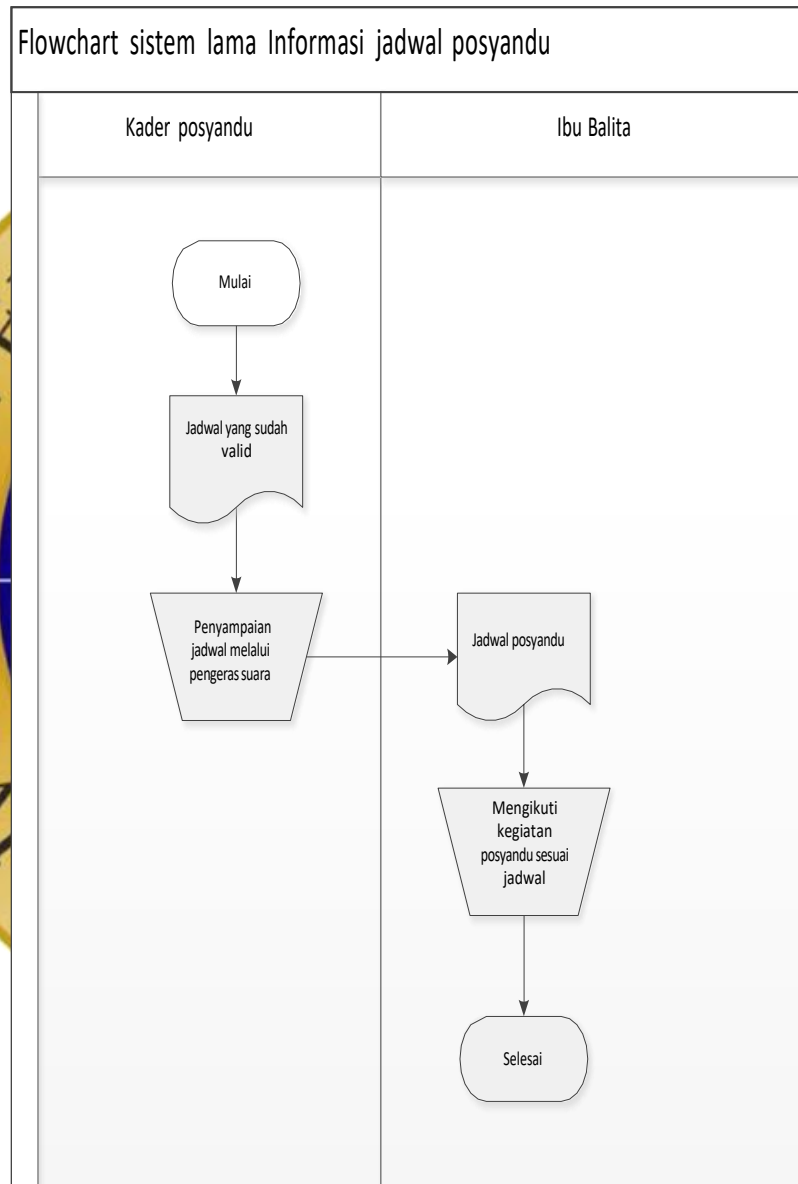 Flowchart sistem lama Informasi jadwal posyandu
Kader posyandu
Ibu Balita
Mulai
Jadwal yang sudah
valid
Penyampaian
jadwal melalui
pengeras suara
Jadwal posyandu
Mengikuti
kegiatan
posyandu sesuai
jadwal
Selesai